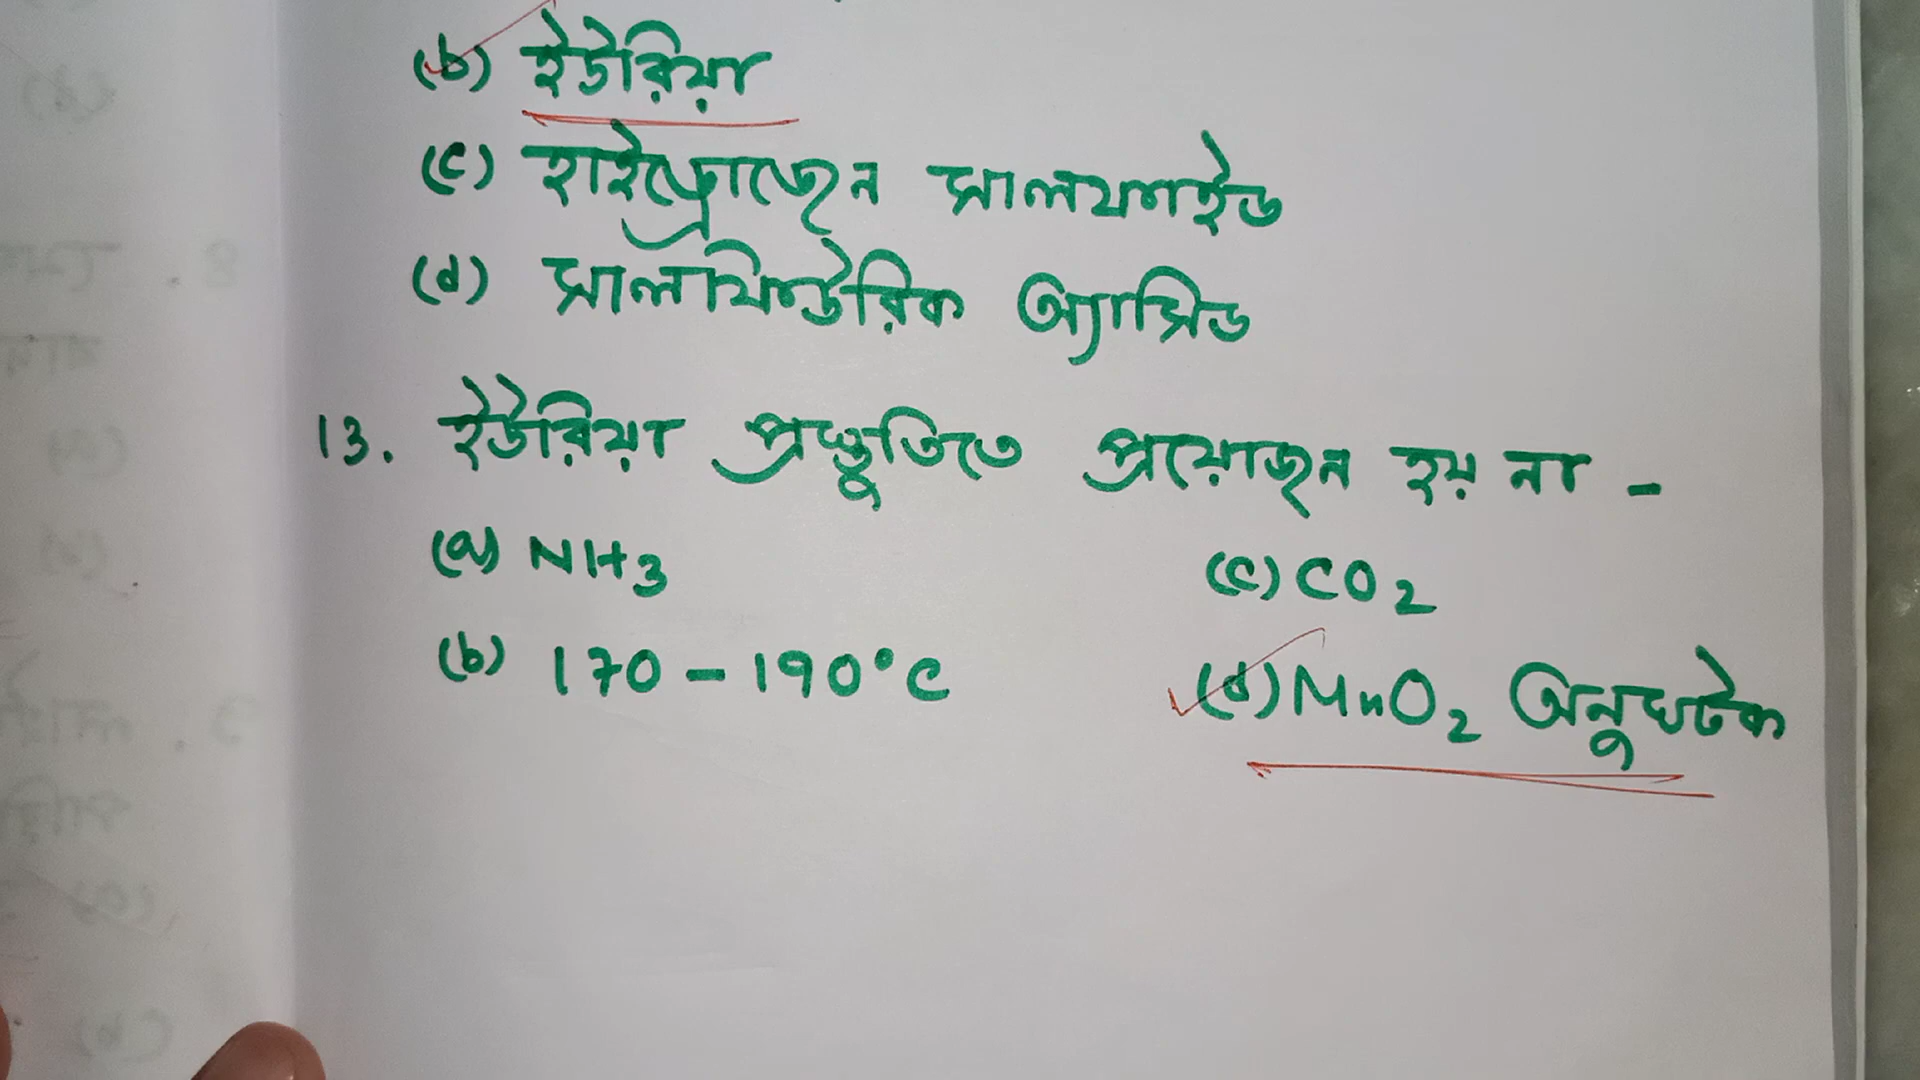 (b) ইউরিয়া
(c) হাইড্রোজেন সালফাইড
(d) সালফিউরিক অ্যাসিড
13. ইউরিয়া প্রস্তুতিতে প্রয়োজন হয় না -
(a) NH3 (c) CO2
(b) 170 - 190°C (d) MnO2 অনুঘটক